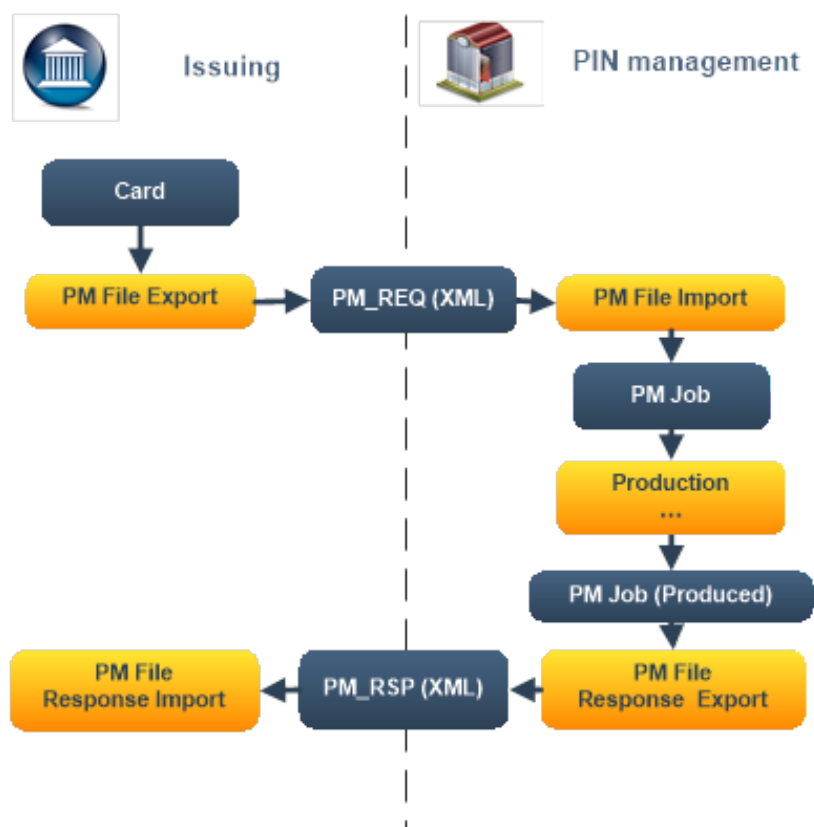 Issuing
PIN management
Card
PM File Export
PM_REQ (XML)
PM File Import
PM Job
Production
...
PM Job (Produced)
PM File
Response Import
PM_RSP (XML)
PM File
Response Export